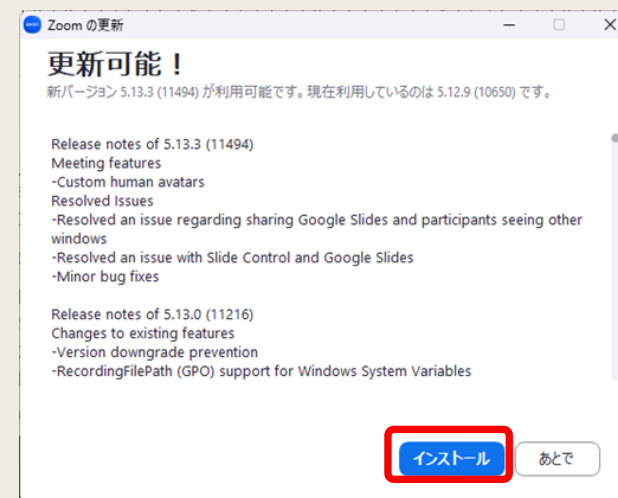 zoom
Zoom の更新
更新可能！
新バージョン 5.13.3 (11494) が利用可能です。現在利用しているのは 5.12.9 (10650) です。
Release notes of 5.13.3 (11494)
Meeting features
-Custom human avatars
Resolved Issues
-Resolved an issue regarding sharing Google Slides and participants seeing other
windows
-Resolved an issue with Slide Control and Google Slides
-Minor bug fixes
Release notes of 5.13.0 (11216)
Changes to existing features
-Version downgrade prevention
-RecordingFilePath (GPO) support for Windows System Variables
インストール
あとで